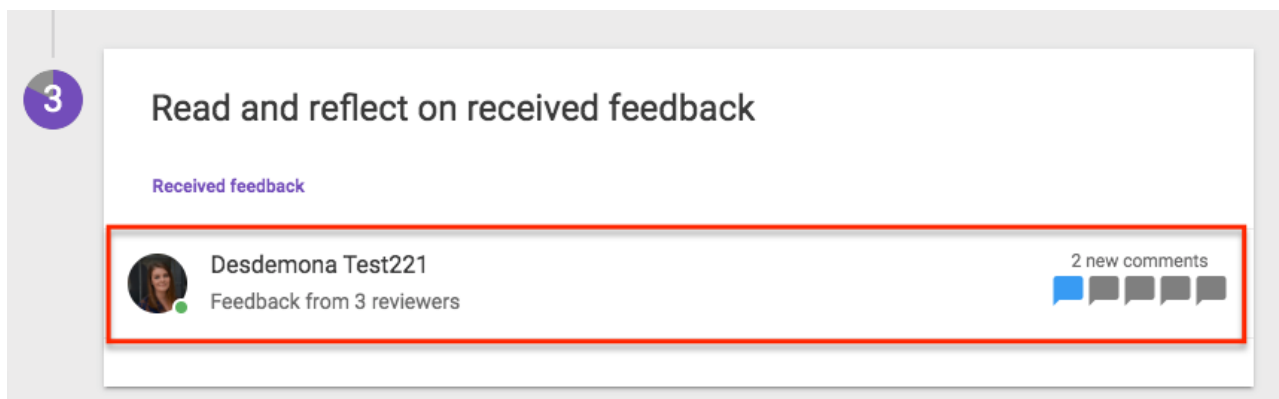 3
Read and reflect on received feedback
Received feedback
Desdemona Test221
2 new comments
Feedback from 3 reviewers